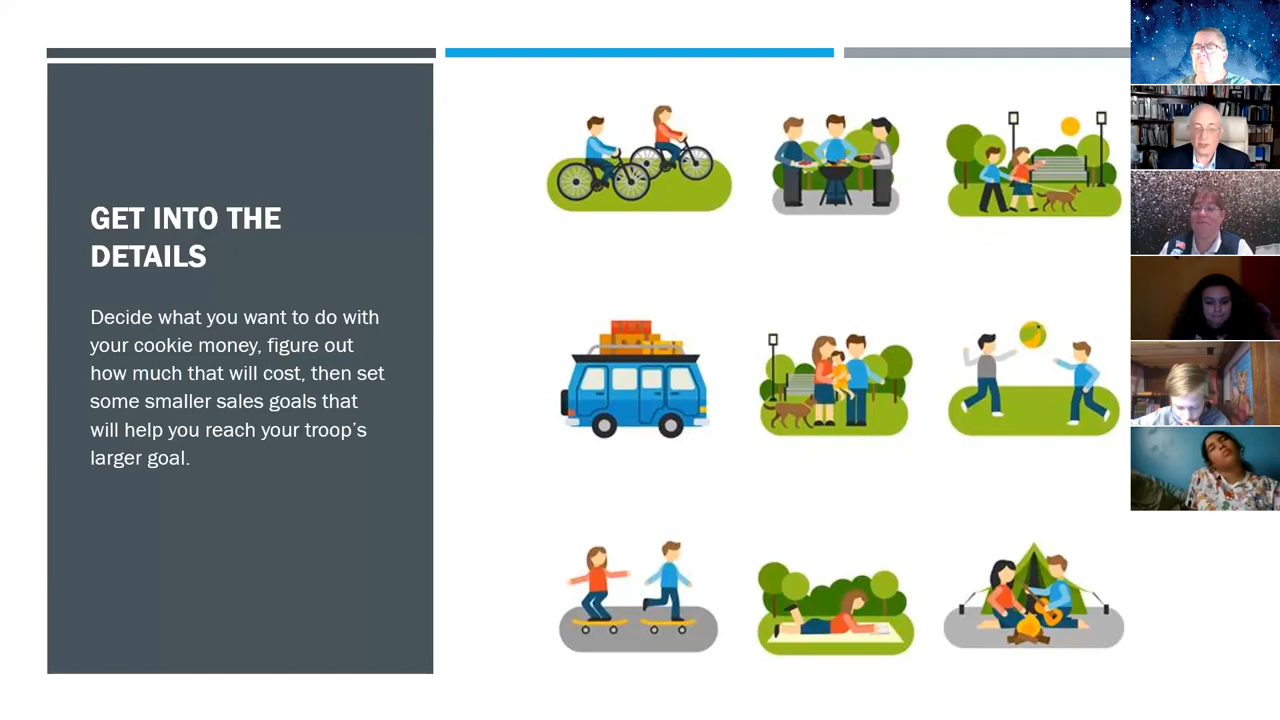 GET INTO THE
DETAILS
Decide what you want to do with
your cookie money, figure out
how much that will cost, then set
some smaller sales goals that
will help you reach your troop’s
larger goal.